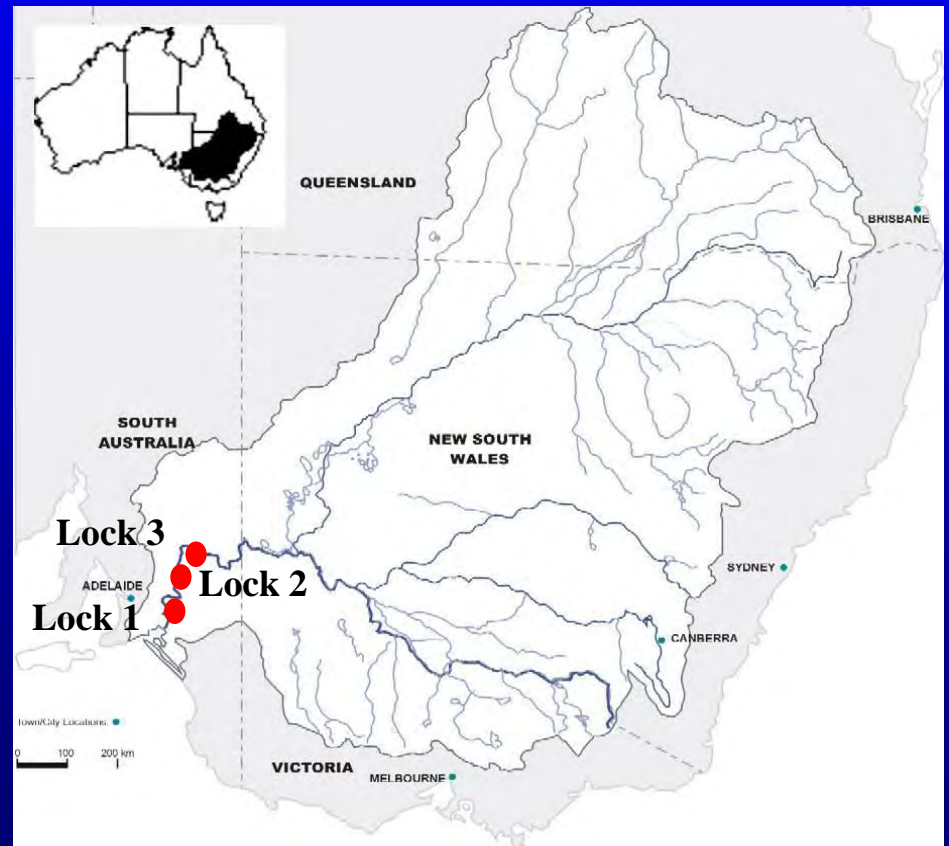 QUEENSLAND
BRISBANE
SOUTH
AUSTRALIA
NEW SOUTH
WALES
Lock 3
SYDNEY
ADELAIDE
Lock 2
Lock 1
CANBERRA
Town/City Locations
0 100 200 km
VICTORIA
MELBOURNE